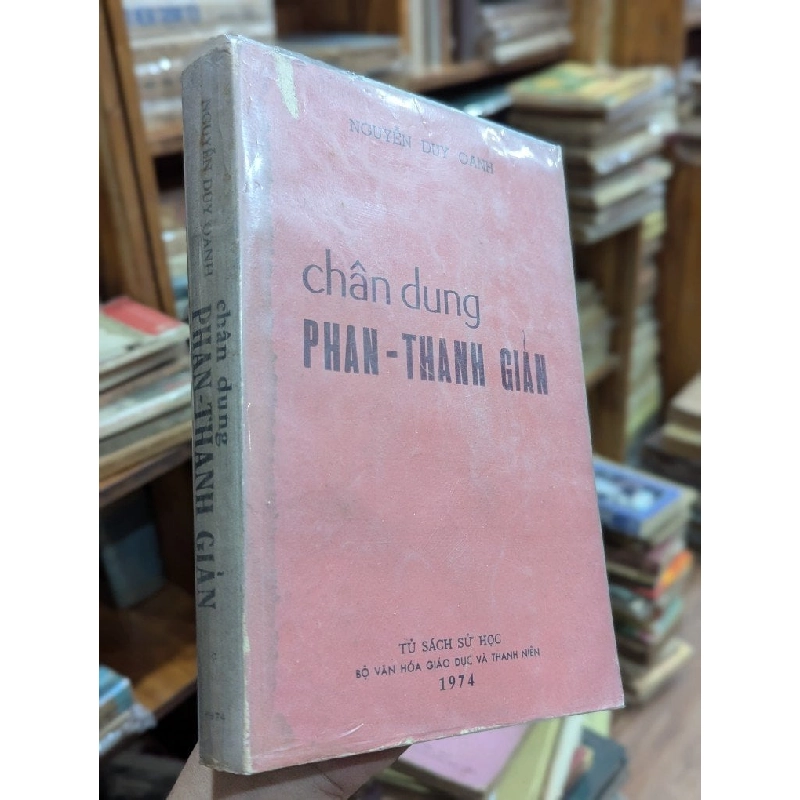 NGUYỄN DUY OANH
chân dung
PHAN-THANH GIẢN
TỦ SÁCH SỬ HỌC
BỘ VĂN HÓA GIÁO DỤC VÀ THANH NIÊN
1974
NGUYỄN DUY OANH
chân dung
PHAN-THANH GIẢN